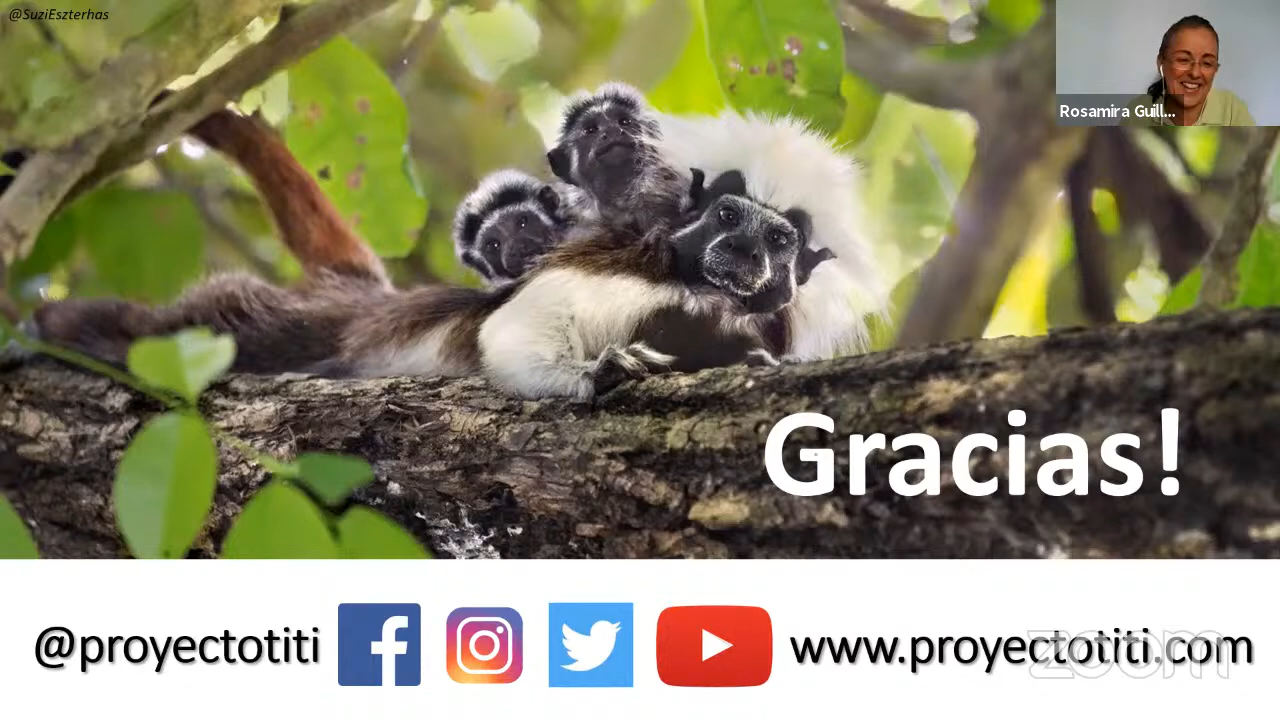 @SuziEszterhas
Rosamira Guill...
Gracias!
@proyectotiti
www.proyectotiti.com
zoom